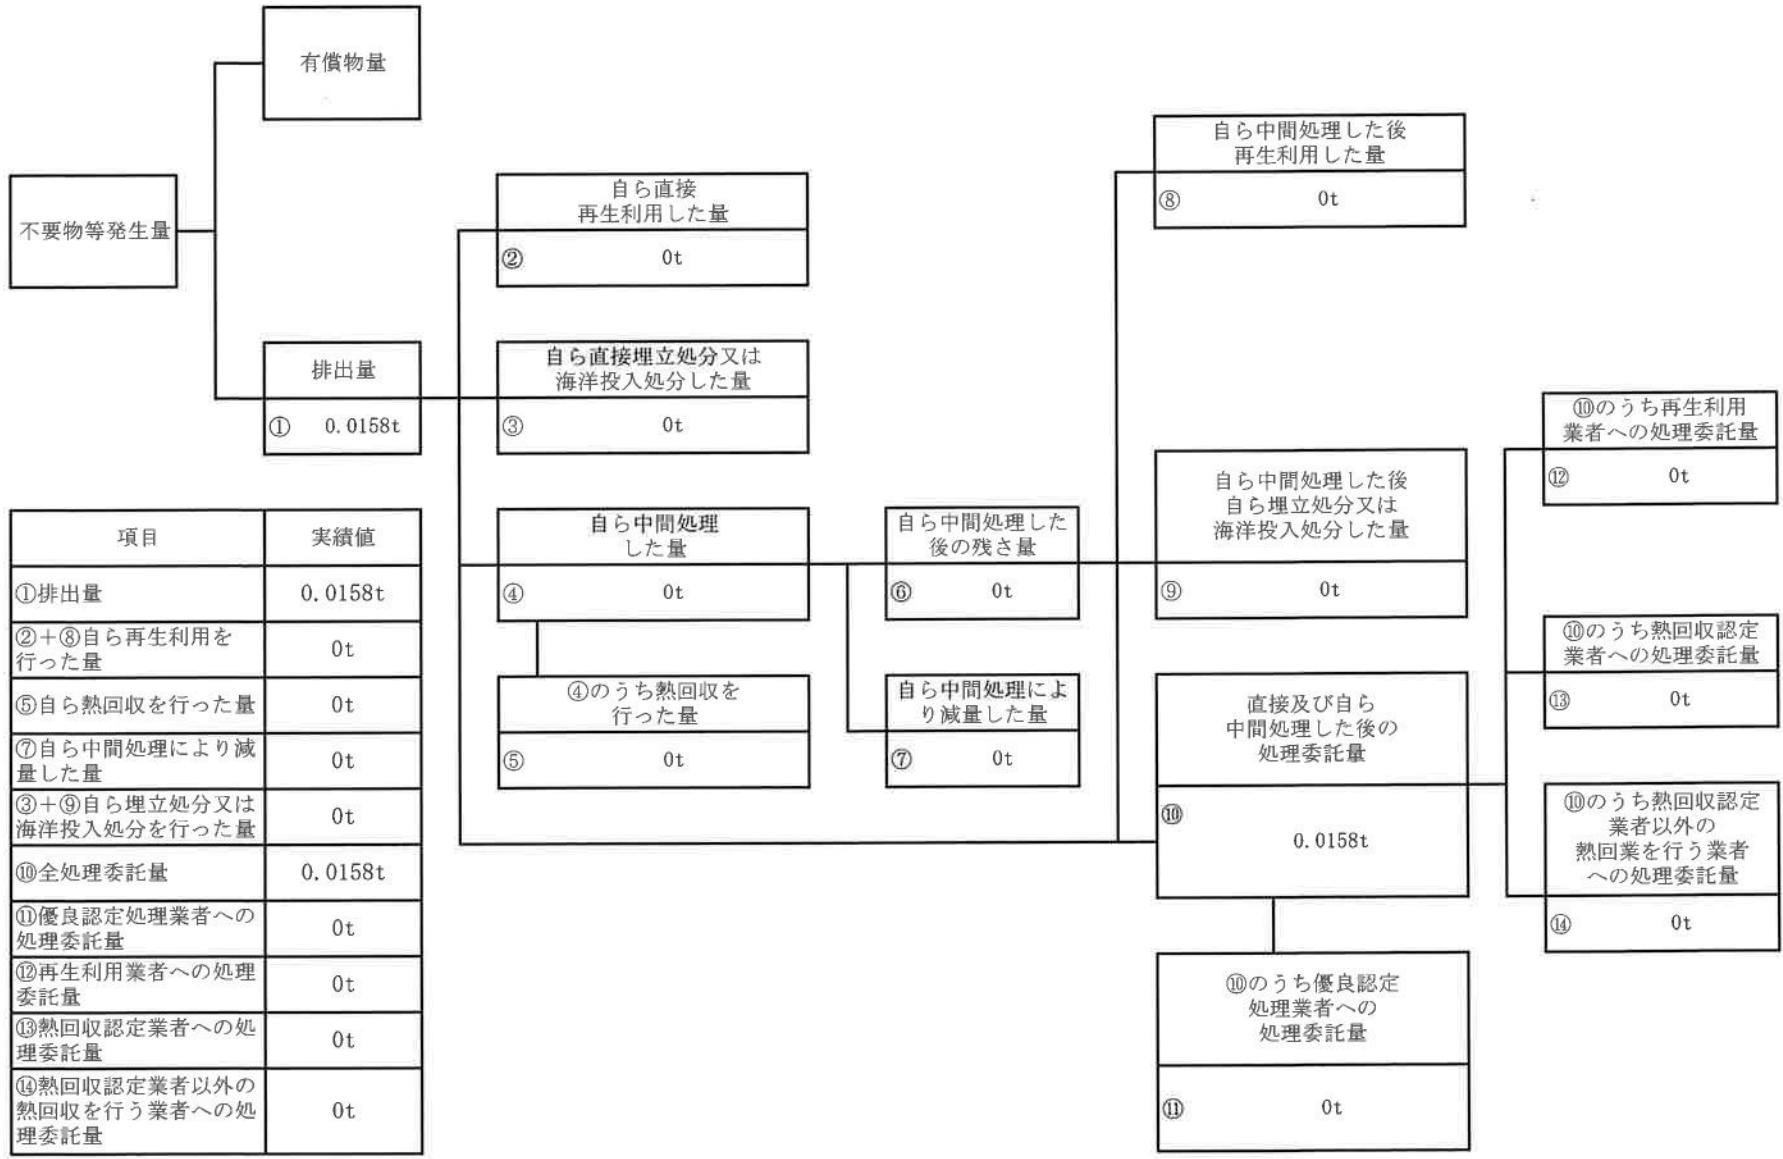 有償物量
不要物等発生量
排出量
① 0.0158t
自ら直接
再生利用した量
② 0t
自ら直接埋立処分又は
海洋投入処分した量
③ 0t
自ら中間処理
した量
④ 0t
④のうち熱回収を
行った量
⑤ 0t
自ら中間処理した
後の残さ量
⑥ 0t
自ら中間処理によ
り減量した量
⑦ 0t
自ら中間処理した後
再生利用した量
⑧ 0t
自ら中間処理した後
自ら埋立処分又は
海洋投入処分した量
⑨ 0t
直接及び自ら
中間処理した後の
処理委託量
⑩
0.0158t
⑩のうち優良認定
処理業者への
処理委託量
⑪ 0t
⑩のうち再生利用
業者への処理委託量
⑫ 0t
⑩のうち熱回収認定
業者への処理委託量
⑬ 0t
⑩のうち熱回収認定
業者以外の
熱回業を行う業者
への処理委託量
⑭ 0t
項目 実績値
①排出量 0.0158t
②+⑧自ら再生利用を
行った量 0t
⑤自ら熱回収を行った量 0t
⑦自ら中間処理により減
量した量 0t
③+⑨自ら埋立処分又は
海洋投入処分を行った量 0t
⑩全処理委託量 0.0158t
⑪優良認定処理業者への
処理委託量 0t
⑫再生利用業者への処理
委託量 0t
⑬熱回収認定業者への処
理委託量 0t
⑭熱回収認定業者以外の
熱回収を行う業者への処
理委託量 0t